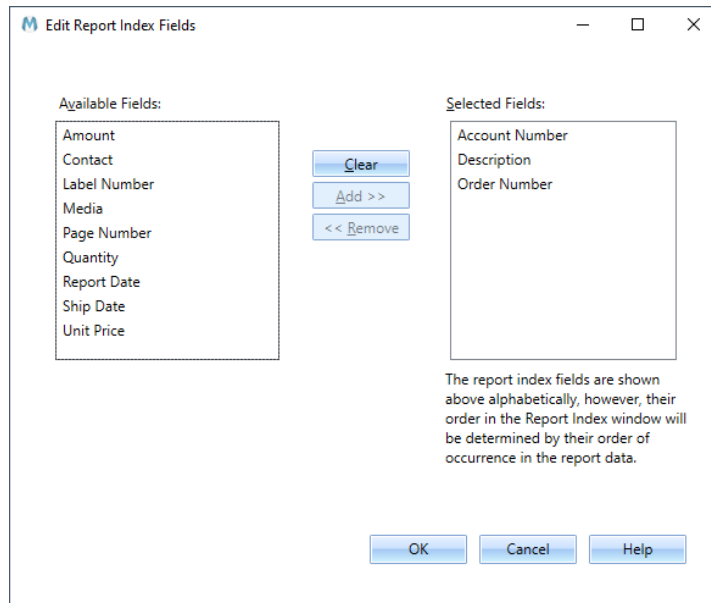 Edit Report Index Fields
Available Fields:
Amount
Contact
Label Number
Media
Page Number
Quantity
Report Date
Ship Date
Unit Price
Clear
Add >>
<< Remove
Selected Fields:
Account Number
Description
Order Number
The report index fields are shown
above alphabetically, however, their
order in the Report Index window will
be determined by their order of
occurrence in the report data.
OK
Cancel
Help